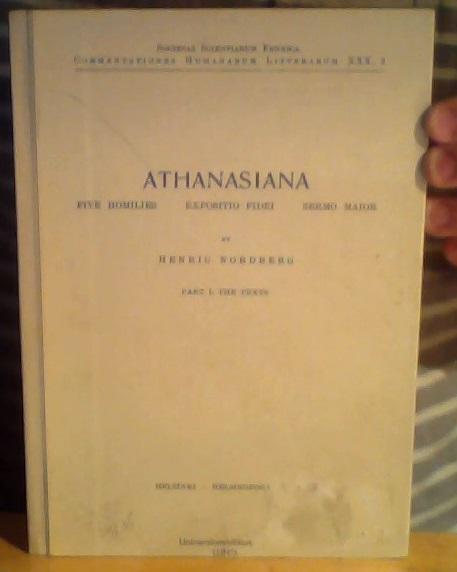 SOCIETAS SCIENTIARUM FENNICA
COMMENTATIONES HUMANARUM LITTERARUM XXX. 2
ATHANASIANA
FIVE HOMILIES EXPOSITIO FIDEI SERMO MAIOR
BY
HENRIC NORDBERG
PART I: THE TEXTS
HELSINKI – HELSINGFORS